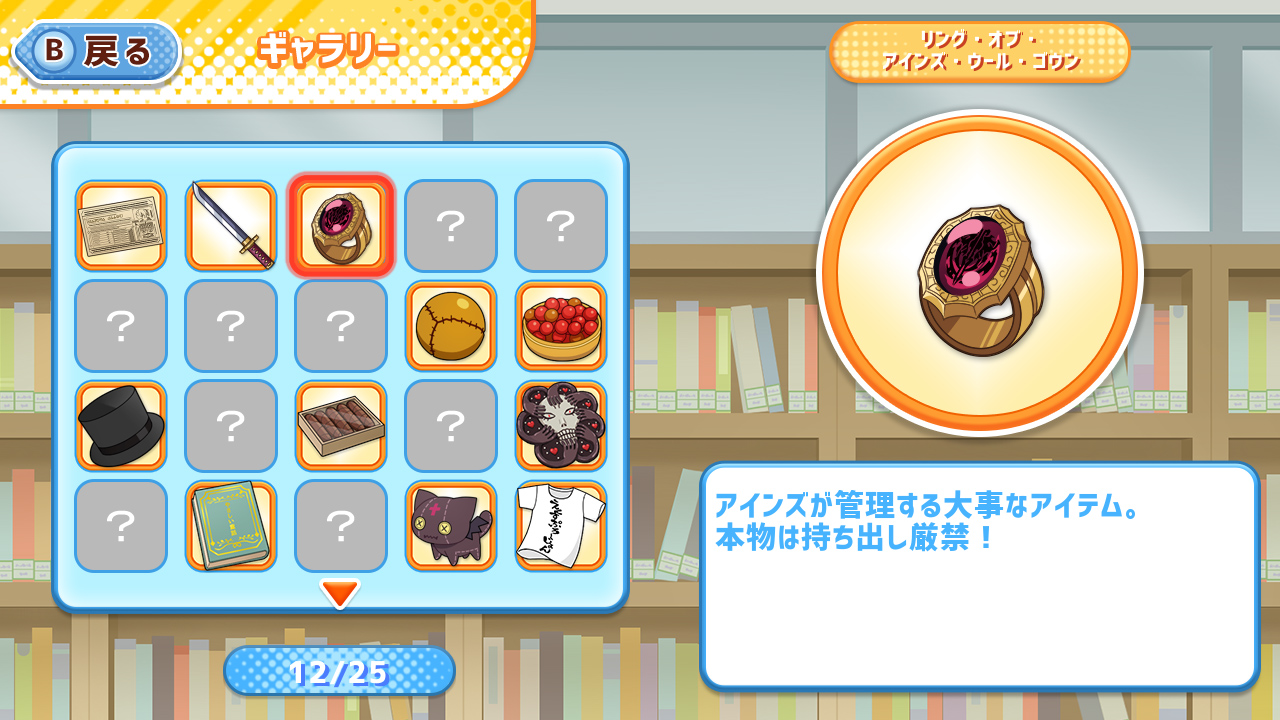 B 戻る
ギャラリー
リング・オブ・
アインズ・ウール・ゴウン
?
?
?
?
?
?
?
?
?
アインズが管理する大事なアイテム。
本物は持ち出し厳禁！
12/25